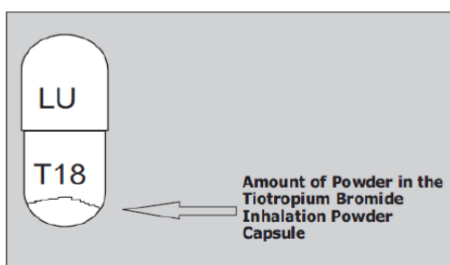 LU
T18
Amount of Powder in the
Tiotropium Bromide
Inhalation Powder
Capsule